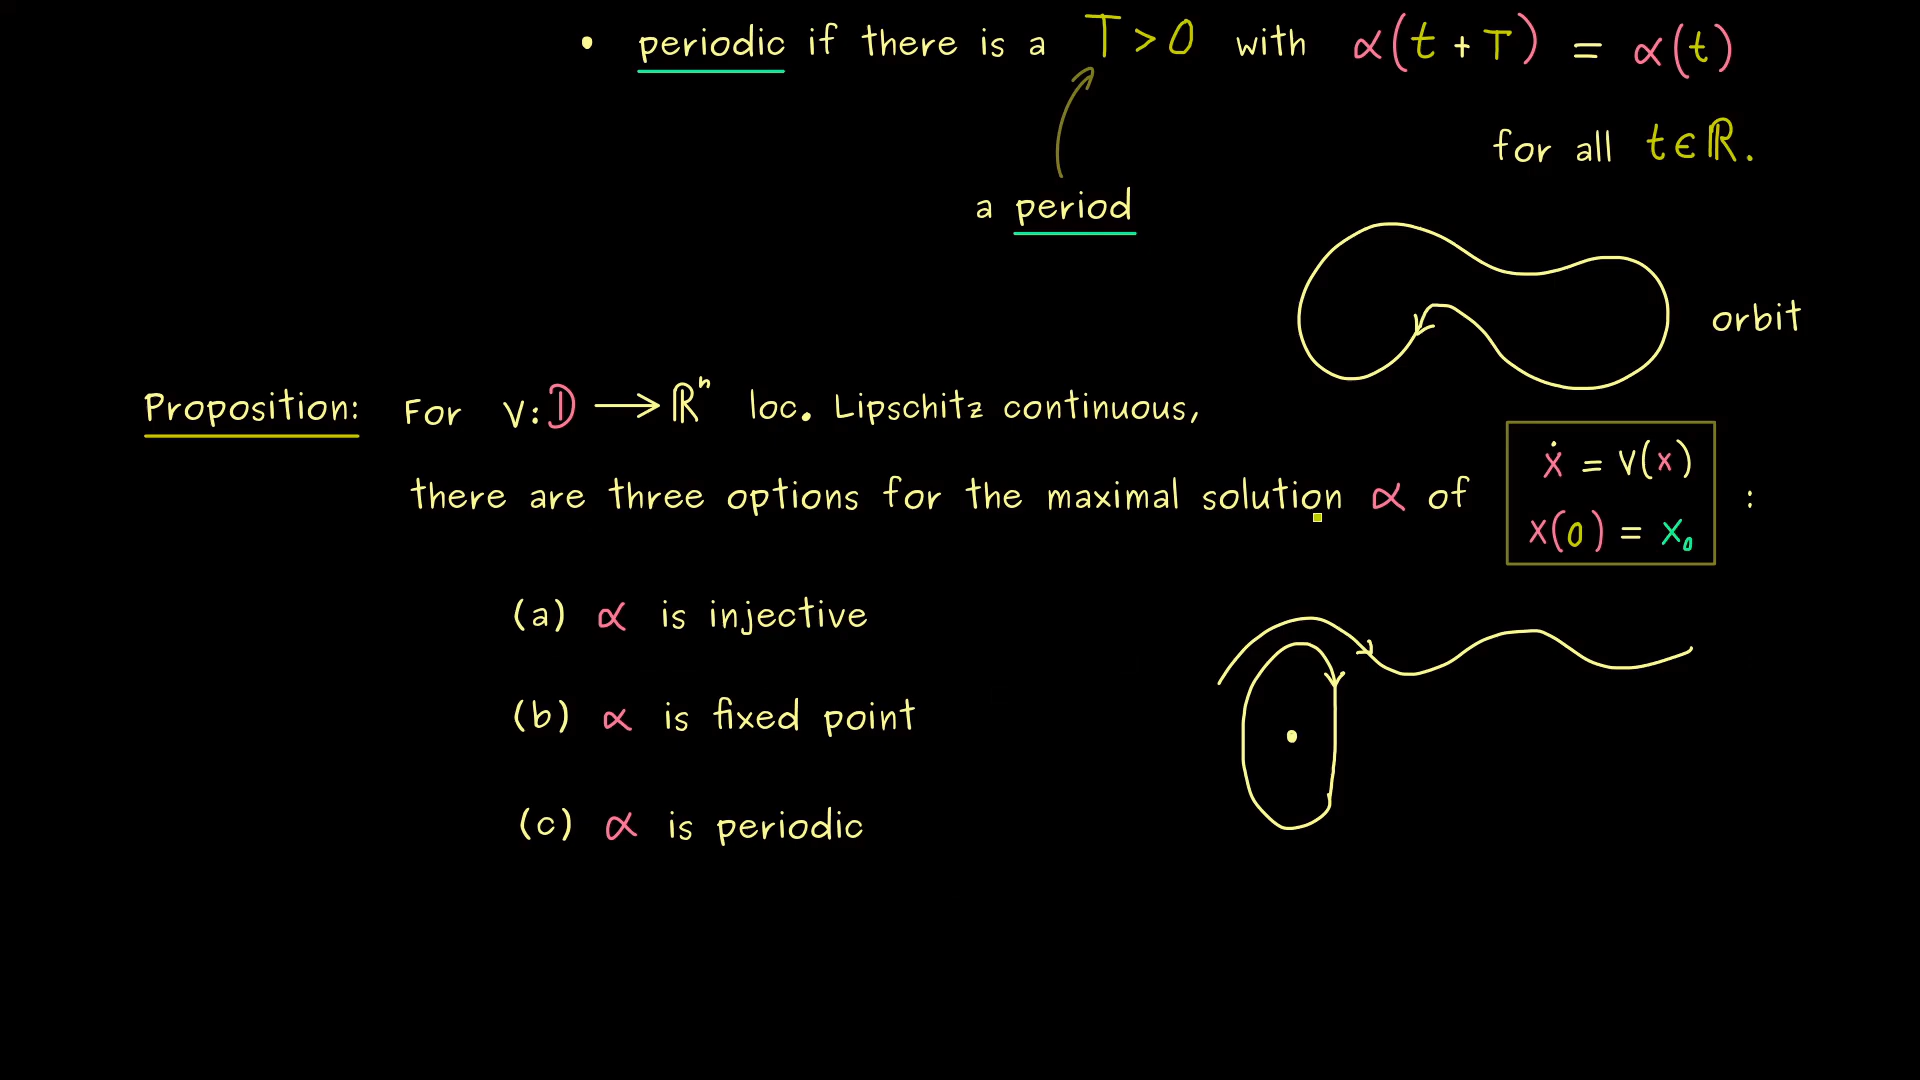 • periodic if there is a T > 0 with α(t + T) = α(t)
for all t ∈ ℝ.
a period
orbit
Proposition: For v: D ⟶ ℝⁿ loc. Lipschitz continuous,
there are three options for the maximal solution α of ẋ = v(x) x(0) = x₀ :
(a) α is injective
(b) α is fixed point
(c) α is periodic